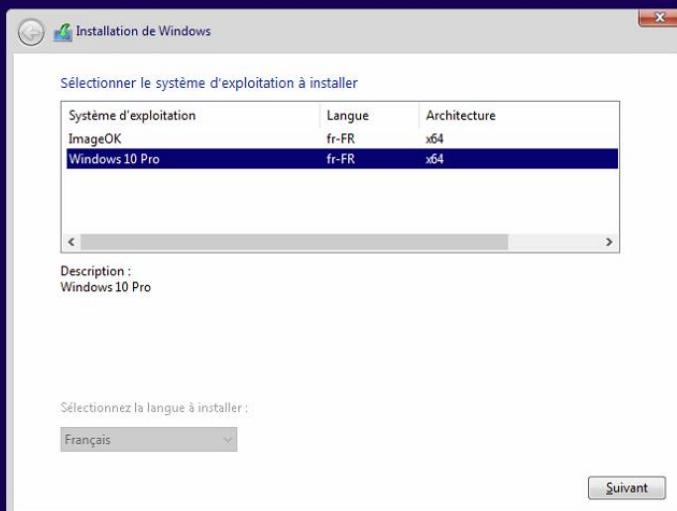 Installation de Windows
Sélectionner le système d'exploitation à installer
Système d'exploitation Langue Architecture
ImageOK fr-FR x64
Windows 10 Pro fr-FR x64
Description :
Windows 10 Pro
Sélectionnez la langue à installer :
Français
Suivant